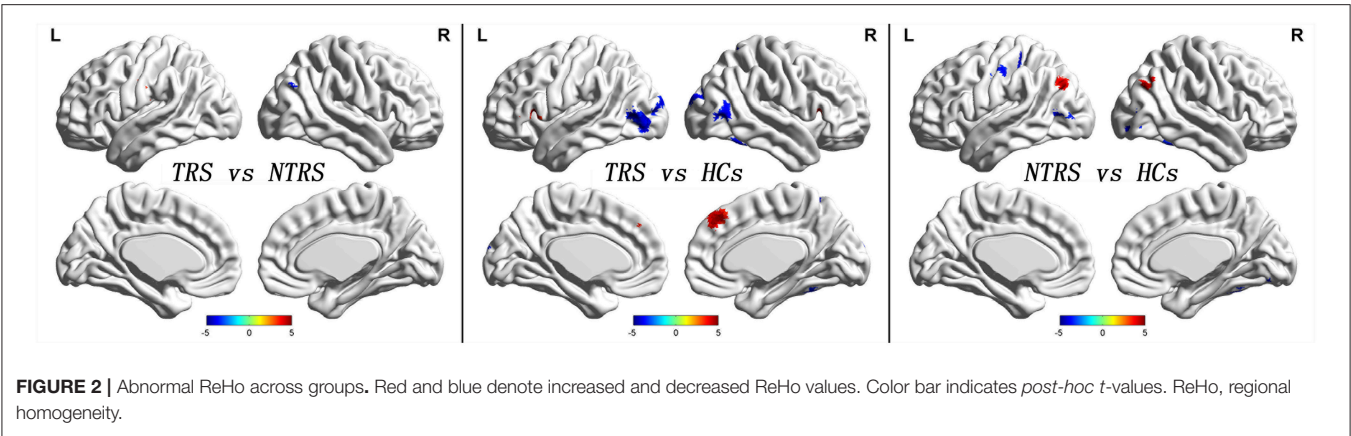 L R L R L R
TRS vs NTRS TRS vs HCs NTRS vs HCs
-5 0 5 -5 0 5 -5 0 5
FIGURE 2 | Abnormal ReHo across groups. Red and blue denote increased and decreased ReHo values. Color bar indicates post-hoc t-values. ReHo, regional
homogeneity.